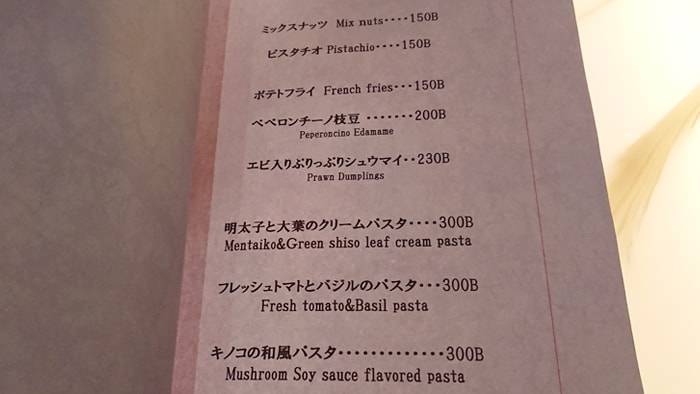 ミックスナッツ Mix nuts････150B
ピスタチオ Pistachio････150B
ポテトフライ French fries･･･150B
ペペロンチーノ枝豆 ･･･････200B
Peperoncino Edamame
エビ入りぷりっぷりシュウマイ･･230B
Prawn Dumplings
明太子と大葉のクリームパスタ････300B
Mentaiko&Green shiso leaf cream pasta
フレッシュトマトとバジルのパスタ･･･300B
Fresh tomato&Basil pasta
キノコの和風パスタ･････････････300B
Mushroom Soy sauce flavored pasta